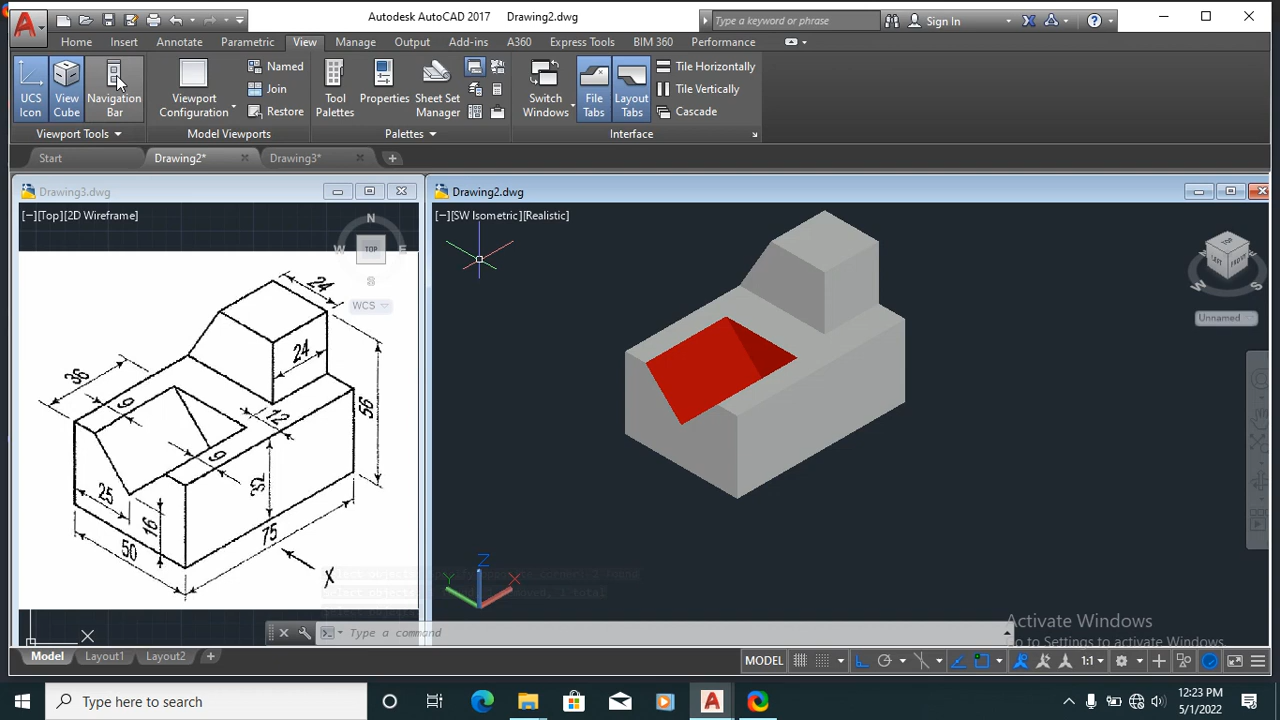 Autodesk AutoCAD 2017 Drawing2.dwg
Type a keyword or phrase
Sign In
Home Insert Annotate Parametric View Manage Output Add-ins A360 Express Tools BIM 360 Performance
UCS Icon
View Cube
Navigation Bar
Viewport Tools
Viewport Configuration
Named
Join
Restore
Model Viewports
Tool Palettes
Properties
Sheet Set Manager
Palettes
Switch Windows
File Tabs
Layout Tabs
Tile Horizontally
Tile Vertically
Cascade
Interface
Start Drawing2* Drawing3*
Drawing3.dwg
[−][Top][2D Wireframe]
N
W TOP E
S
WCS
24
24
36
9
12
56
9
32
25
16
75
50
X
Drawing2.dwg
[−][SW Isometric][Realistic]
TOP
LEFT FRONT
W S
Unnamed
Z
Y X
Type a command
Activate Windows
Go to Settings to activate Windows.
Model Layout1 Layout2
MODEL
1:1
Type here to search
12:23 PM
5/1/2022